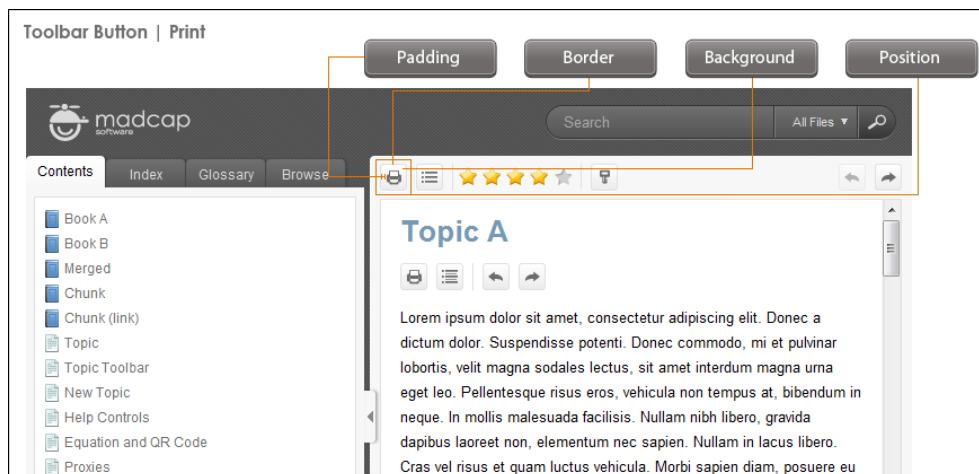 Toolbar Button | Print
Padding
Border
Background
Position
madcap
software
Search
All Files
Contents
Index
Glossary
Browse
Book A
Book B
Merged
Chunk
Chunk (link)
Topic
Topic Toolbar
New Topic
Help Controls
Equation and QR Code
Proxies
Topic A
Lorem ipsum dolor sit amet, consectetur adipiscing elit. Donec a
dictum dolor. Suspendisse potenti. Donec commodo, mi et pulvinar
lobortis, velit magna sodales lectus, sit amet interdum magna urna
eget leo. Pellentesque risus eros, vehicula non tempus at, bibendum in
neque. In mollis malesuada facilisis. Nullam nibh libero, gravida
dapibus laoreet non, elementum nec sapien. Nullam in lacus libero.
Cras vel risus et quam luctus vehicula. Morbi sapien diam, posuere eu